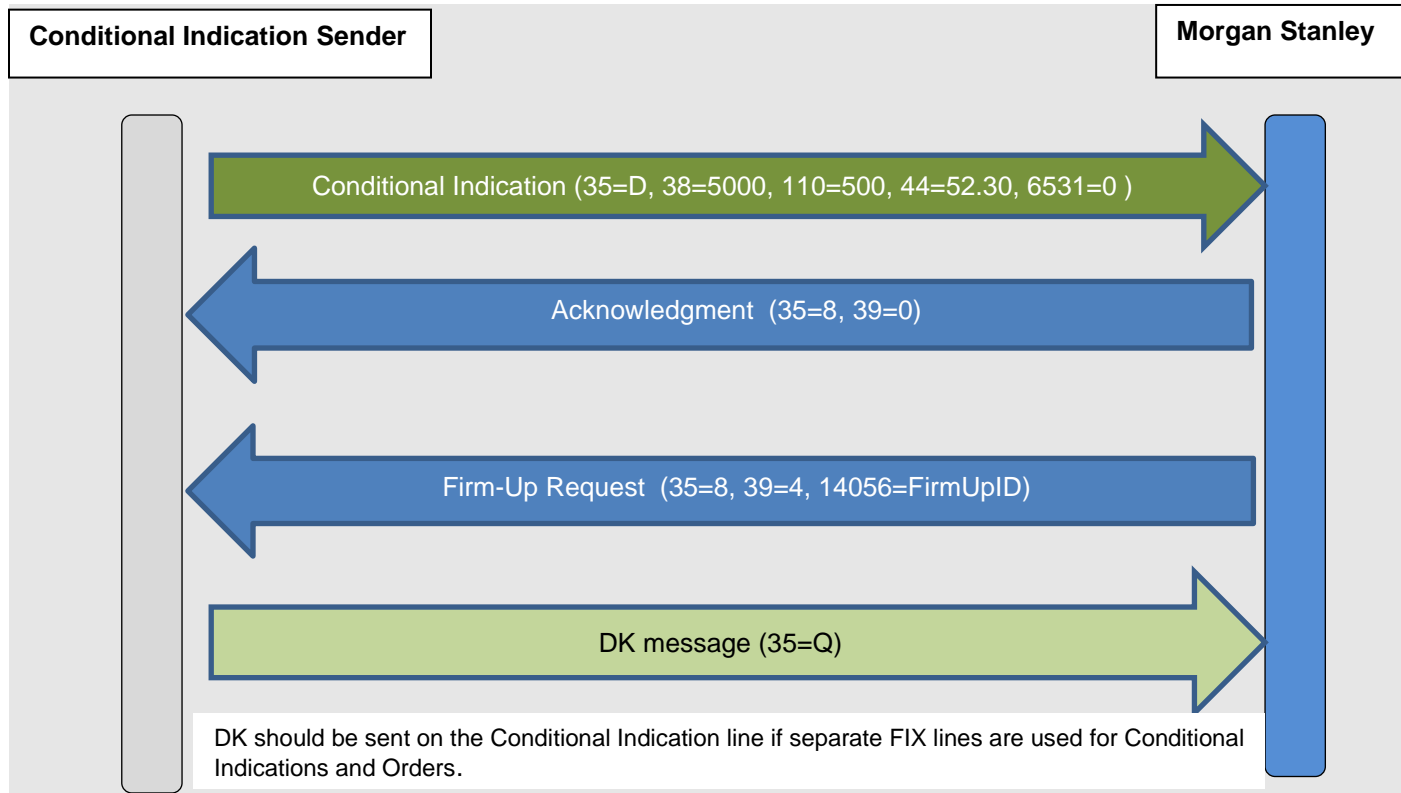 Conditional Indication Sender
Morgan Stanley
Conditional Indication (35=D, 38=5000, 110=500, 44=52.30, 6531=0 )
Acknowledgment  (35=8, 39=0)
Firm-Up Request  (35=8, 39=4, 14056=FirmUpID)
DK message (35=Q)
DK should be sent on the Conditional Indication line if separate FIX lines are used for Conditional
Indications and Orders.